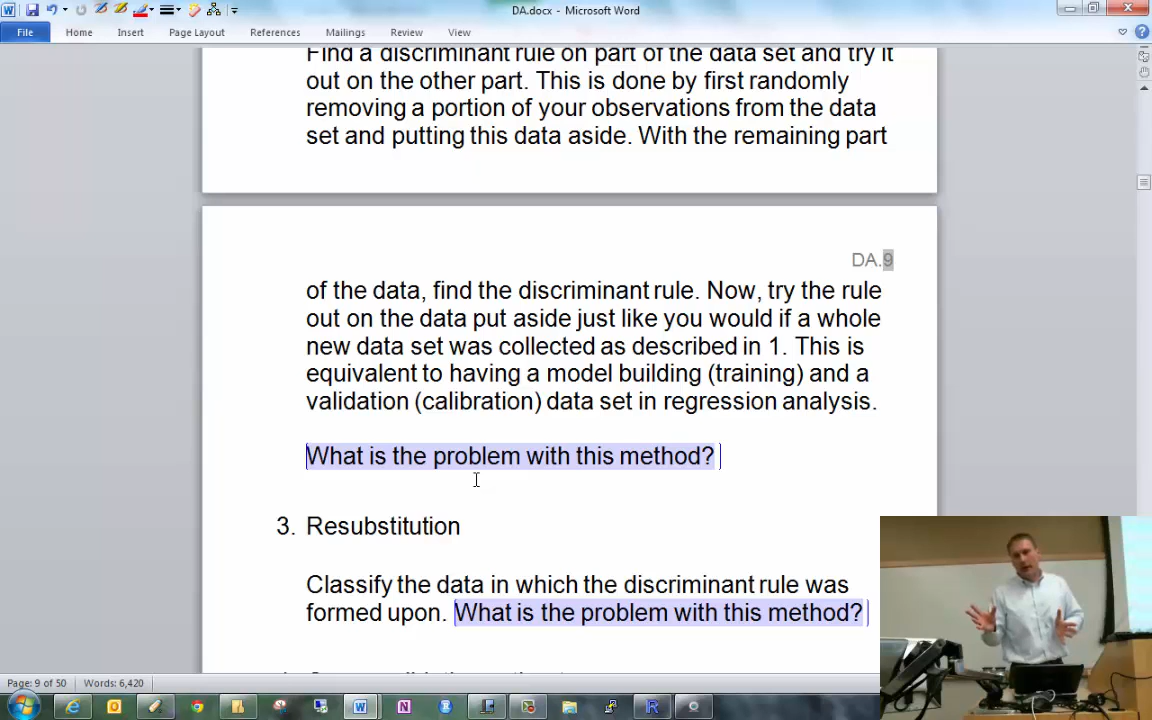 DA.docx - Microsoft Word
File Home Insert Page Layout References Mailings Review View
Find a discriminant rule on part of the data set and try it
out on the other part. This is done by first randomly
removing a portion of your observations from the data
set and putting this data aside. With the remaining part
DA.9
of the data, find the discriminant rule. Now, try the rule
out on the data put aside just like you would if a whole
new data set was collected as described in 1. This is
equivalent to having a model building (training) and a
validation (calibration) data set in regression analysis.
What is the problem with this method?
3. Resubstitution
Classify the data in which the discriminant rule was
formed upon. What is the problem with this method?
Page: 9 of 50 Words: 6,420